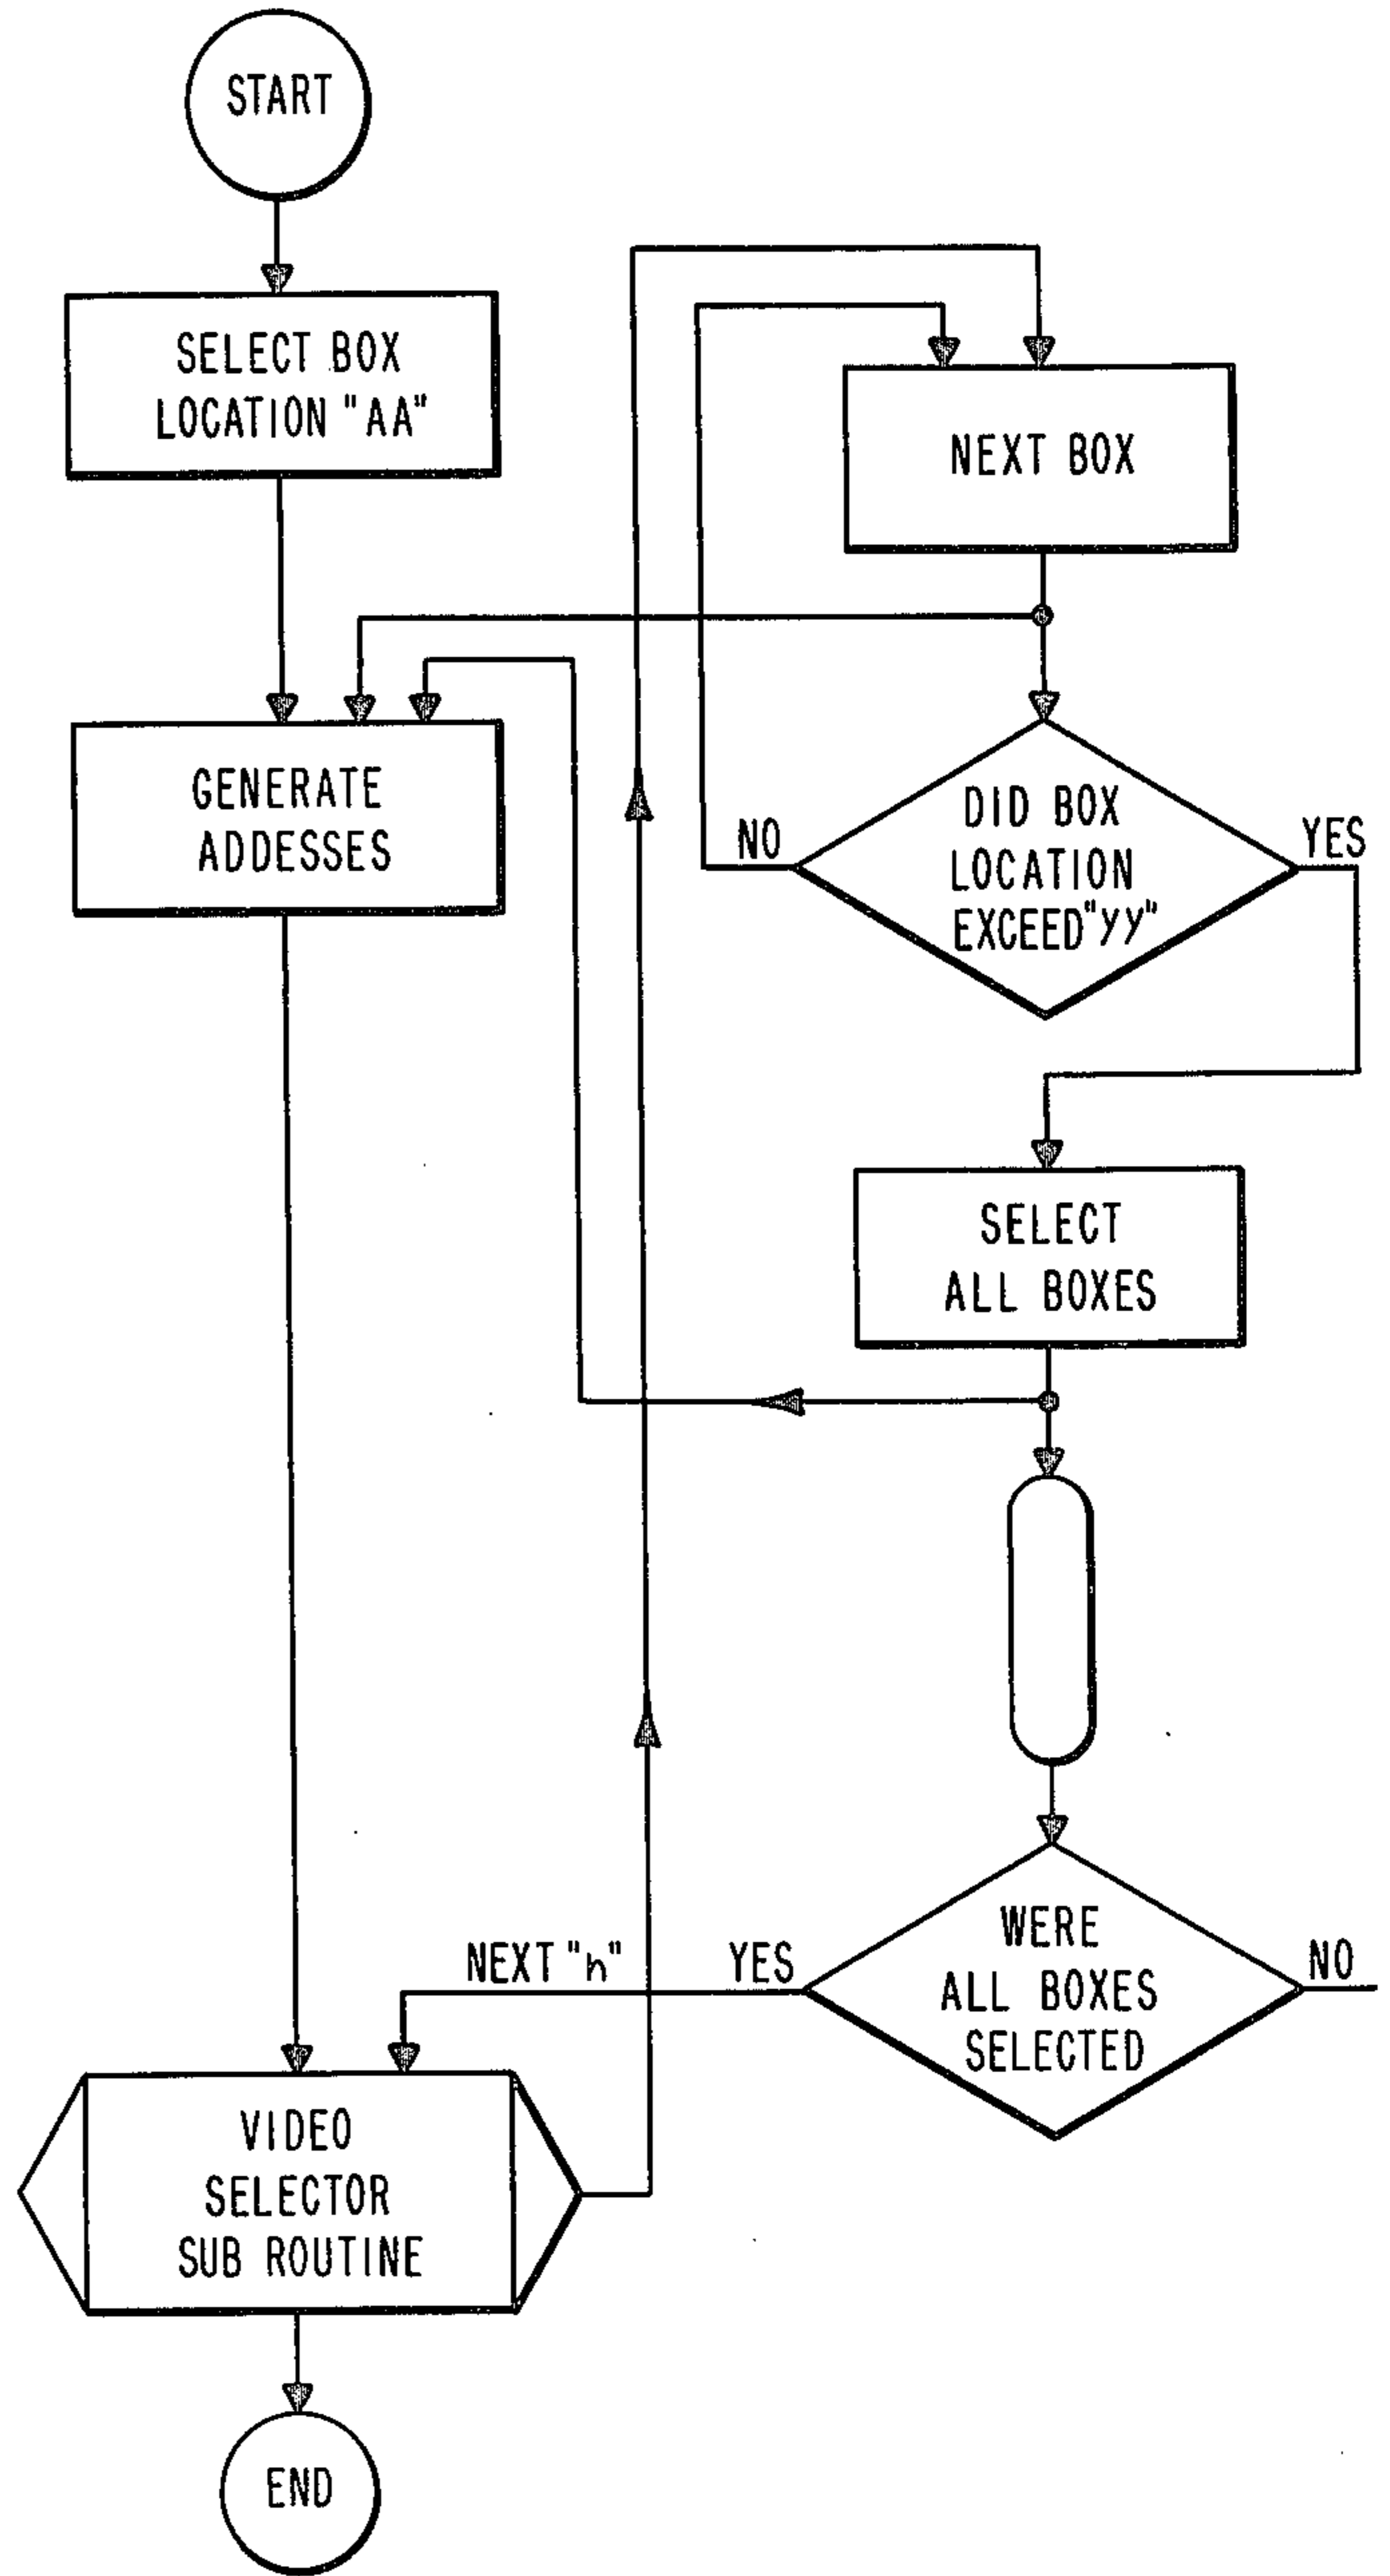 START
SELECT BOX
LOCATION "AA"
NEXT BOX
GENERATE
ADDESSES
DID BOX
LOCATION
EXCEED "yy"
NO
YES
SELECT
ALL BOXES
WERE
ALL BOXES
SELECTED
NEXT "h"
YES
NO
VIDEO
SELECTOR
SUB ROUTINE
END